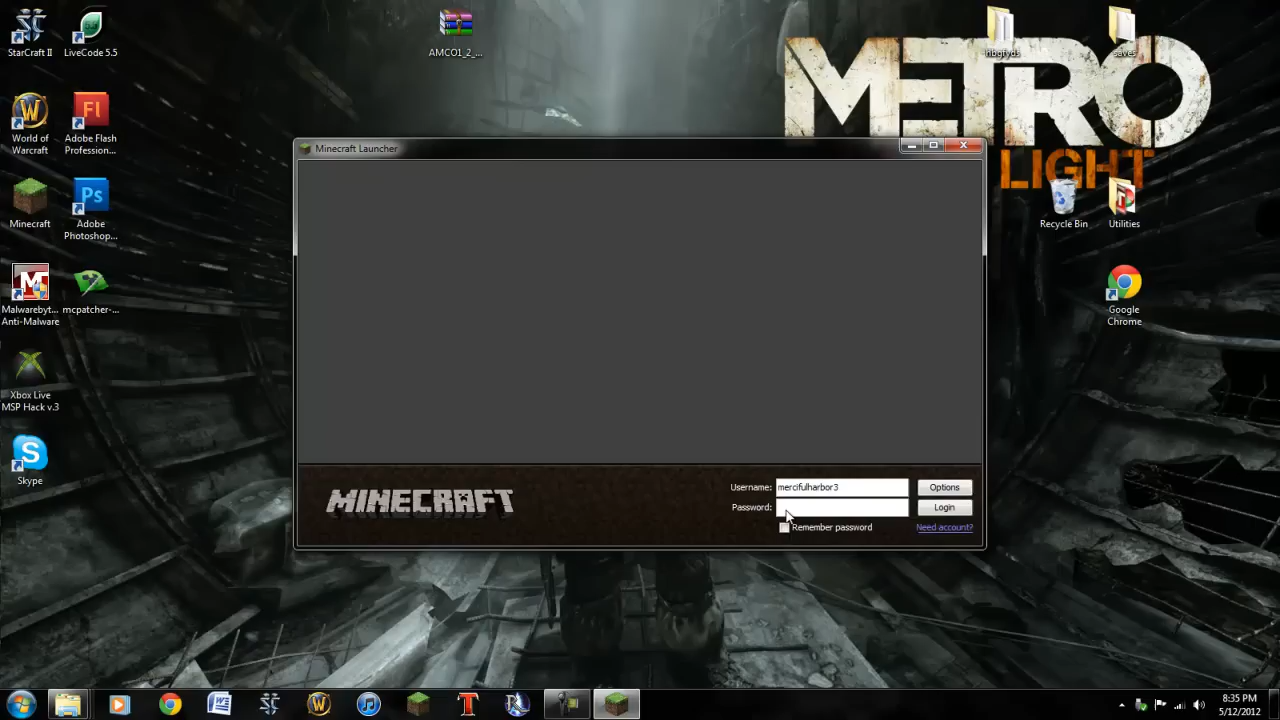 StarCraft II
LiveCode 5.5
AMCO1_2_...
nbgfyds
saves
METRO
LIGHT
World of
Warcraft
Adobe Flash
Profession...
Minecraft Launcher
Minecraft
Adobe
Photoshop...
Recycle Bin
Utilities
Malwarebyt...
Anti-Malware
mcpatcher-...
Google
Chrome
Xbox Live
MSP Hack v.3
Skype
MINECRAFT
Username: mercifulharbor3 Options
Password: Login
Remember password Need account?
8:35 PM
5/12/2012